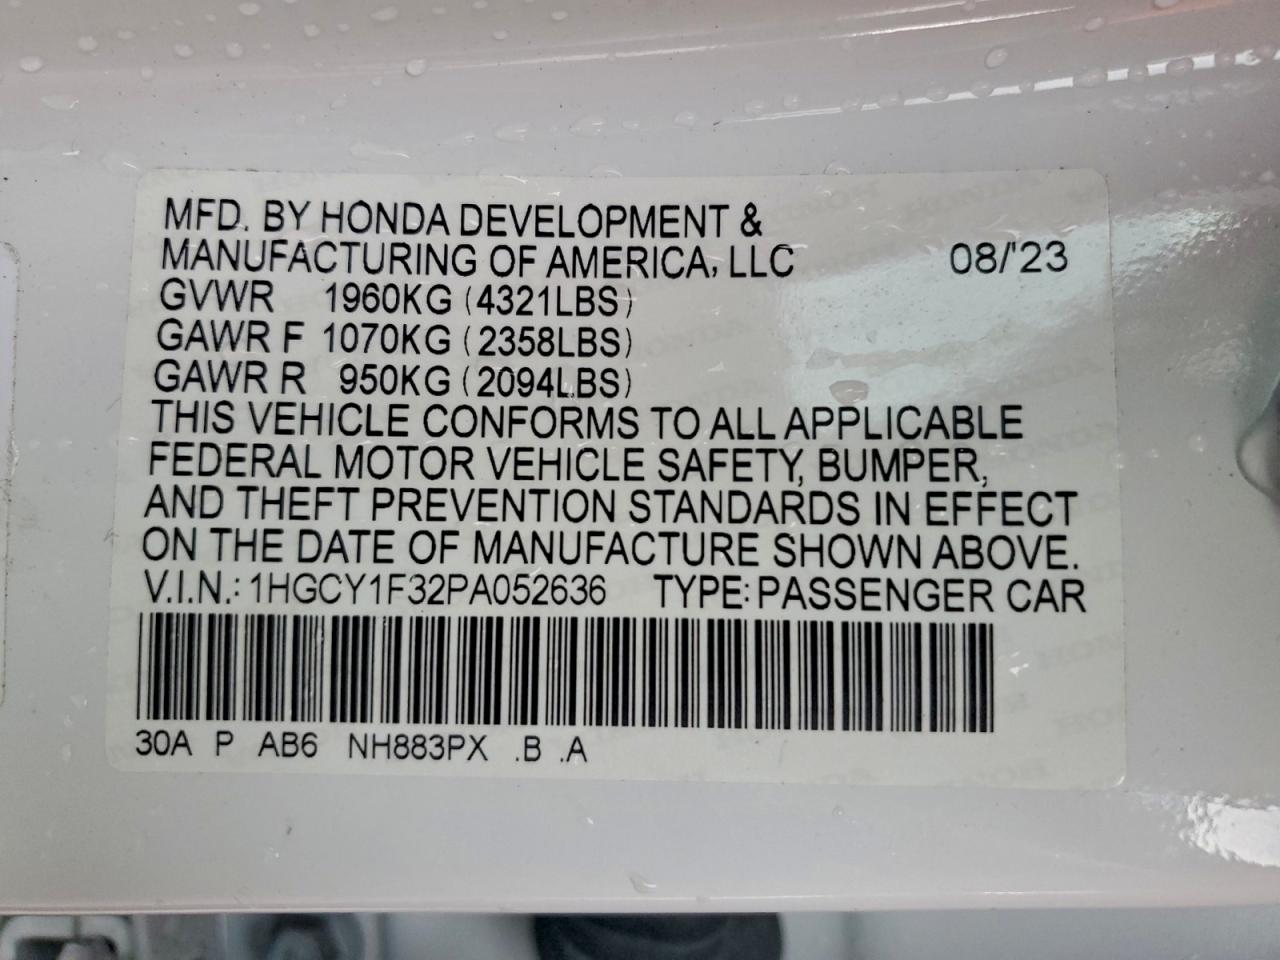 MFD. BY HONDA DEVELOPMENT &
MANUFACTURING OF AMERICA, LLC 08/'23
GVWR 1960KG (4321LBS)
GAWR F 1070KG (2358LBS)
GAWR R 950KG (2094LBS)
THIS VEHICLE CONFORMS TO ALL APPLICABLE
FEDERAL MOTOR VEHICLE SAFETY, BUMPER,
AND THEFT PREVENTION STANDARDS IN EFFECT
ON THE DATE OF MANUFACTURE SHOWN ABOVE.
V.I.N.: 1HGCY1F32PA052636 TYPE: PASSENGER CAR
30A P AB6 NH883PX .B .A